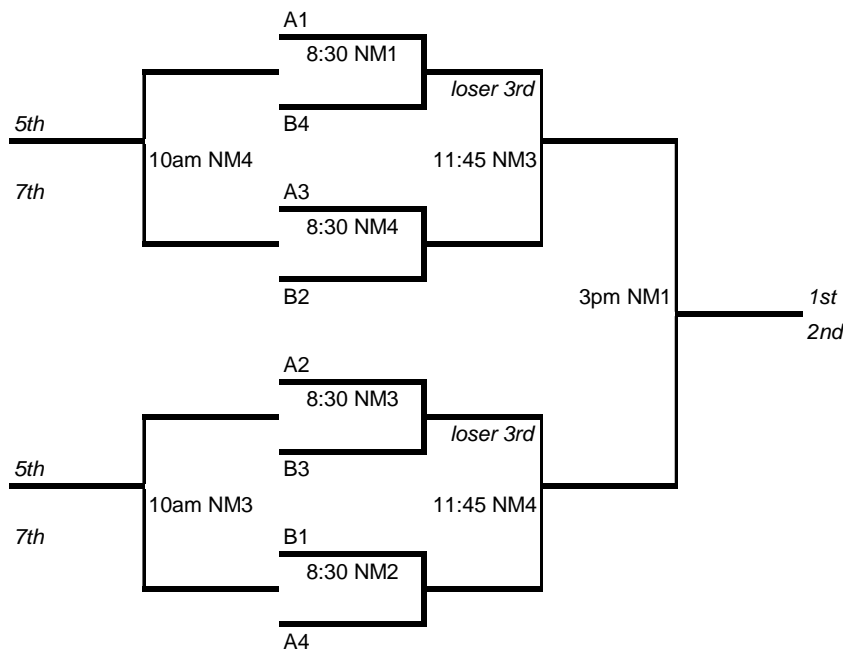 A1
8:30 NM1
loser 3rd
B4
5th
10am NM4
11:45 NM3
7th
A3
8:30 NM4
B2
3pm NM1
1st
2nd
A2
8:30 NM3
loser 3rd
B3
5th
10am NM3
11:45 NM4
7th
B1
8:30 NM2
A4